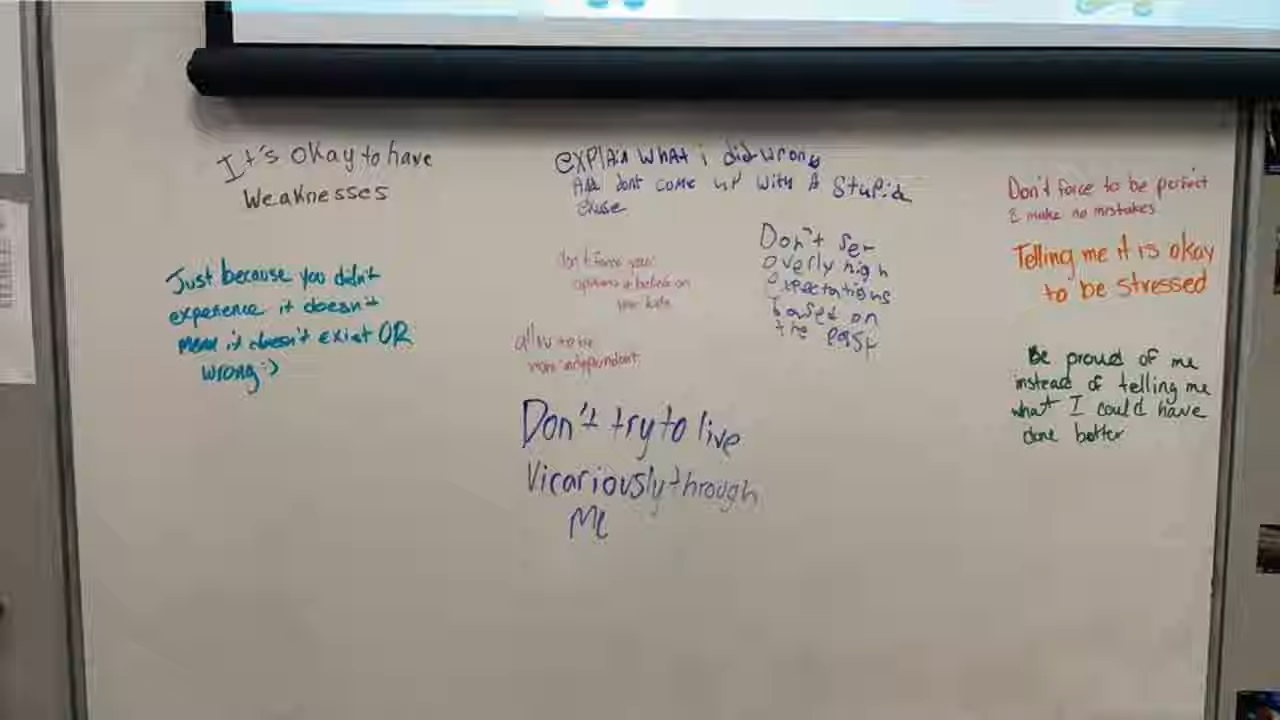 It's okay to have
Weaknesses
Just because you didn't
experience it doesn't
mean it doesn't exist OR
wrong :)
EXPlAiN WHAT i did wrong
And dont come up with A Stupid
don't force your
opinions & beliefs on
your kids
Don't set
overly high
expectations
based on
the past
allow to be
more independent
Don't try to live
Vicariously through
Me
Don't force to be perfect
& make no mistakes
Telling me it is okay
to be stressed
Be proud of me
instead of telling me
what I could have
done better